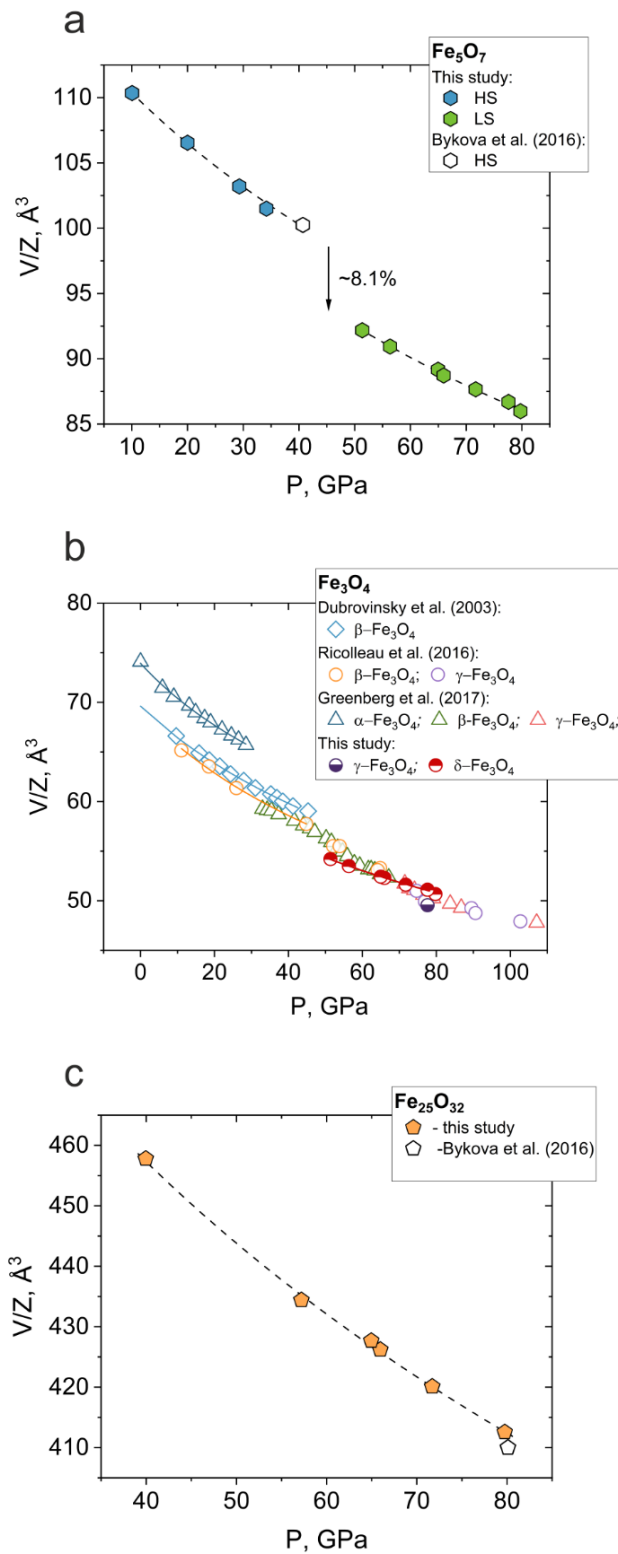 a
Fe₅O₇
This study:
HS
LS
Bykova et al. (2016):
HS
110
105
100
95
90
85
V/Z, Å³
~8.1%
10 20 30 40 50 60 70 80
P, GPa
b
Fe₃O₄
Dubrovinsky et al. (2003):
β–Fe₃O₄
Ricolleau et al. (2016):
β–Fe₃O₄; γ–Fe₃O₄
Greenberg et al. (2017):
α–Fe₃O₄; β-Fe₃O₄; γ–Fe₃O₄;
This study:
γ–Fe₃O₄; δ–Fe₃O₄
80
70
60
50
V/Z, Å³
0 20 40 60 80 100
P, GPa
c
Fe₂₅O₃₂
- this study
-Bykova et al. (2016)
460
450
440
430
420
410
V/Z, Å³
40 50 60 70 80
P, GPa